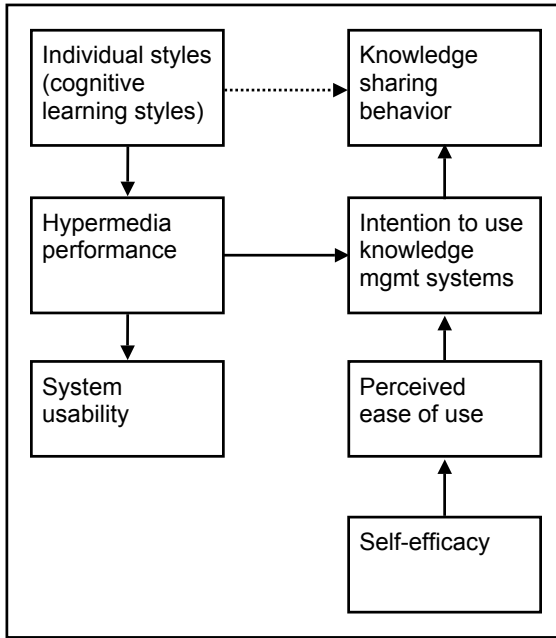 Individual styles
(cognitive
learning styles)
Knowledge
sharing
behavior
Hypermedia
performance
Intention to use
knowledge
mgmt systems
System
usability
Perceived
ease of use
Self-efficacy